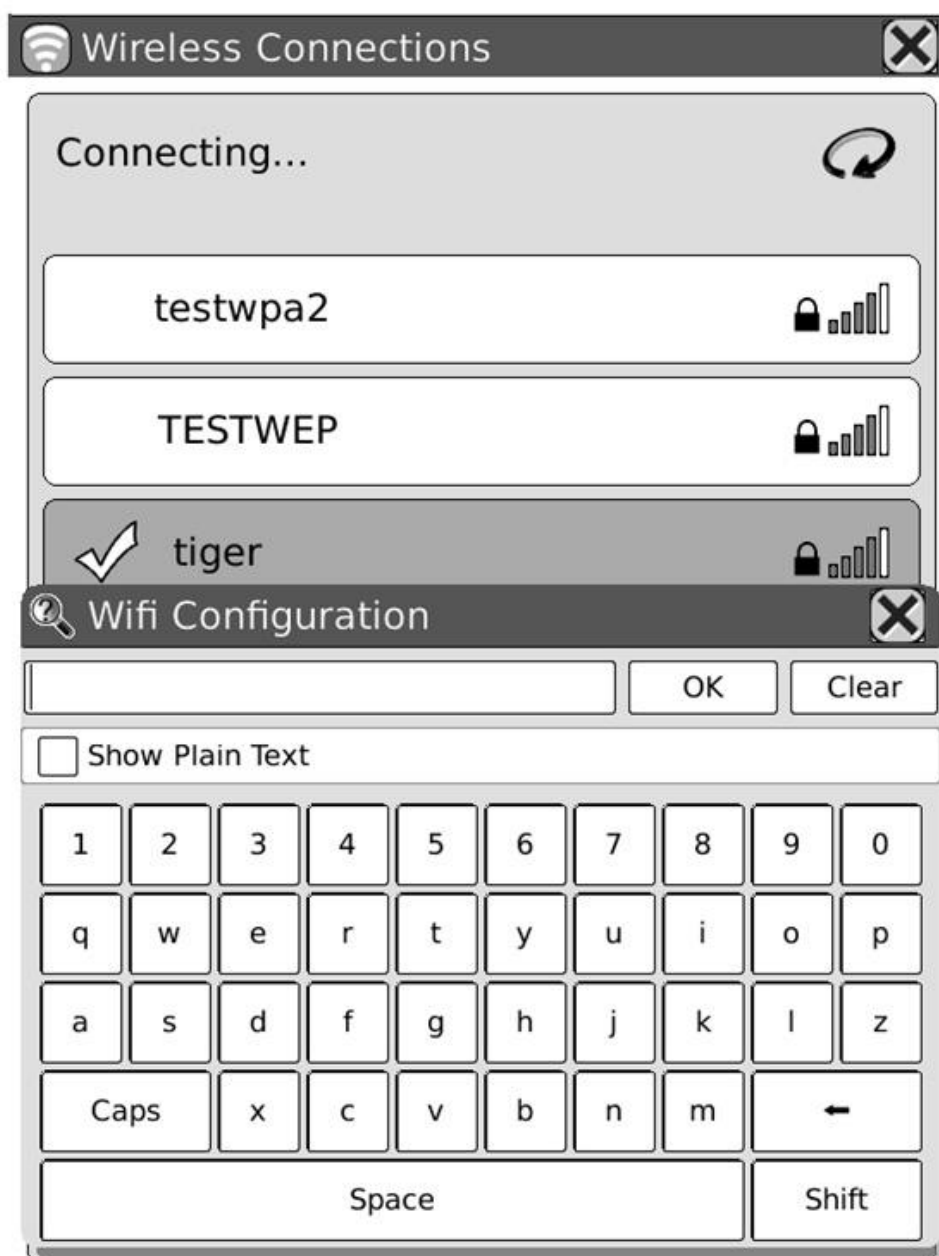 Wireless Connections
Connecting...
testwpa2
TESTWEP
tiger
Wifi Configuration
OK Clear
Show Plain Text
1 2 3 4 5 6 7 8 9 0
q w e r t y u i o p
a s d f g h j k l z
Caps x c v b n m
Space Shift